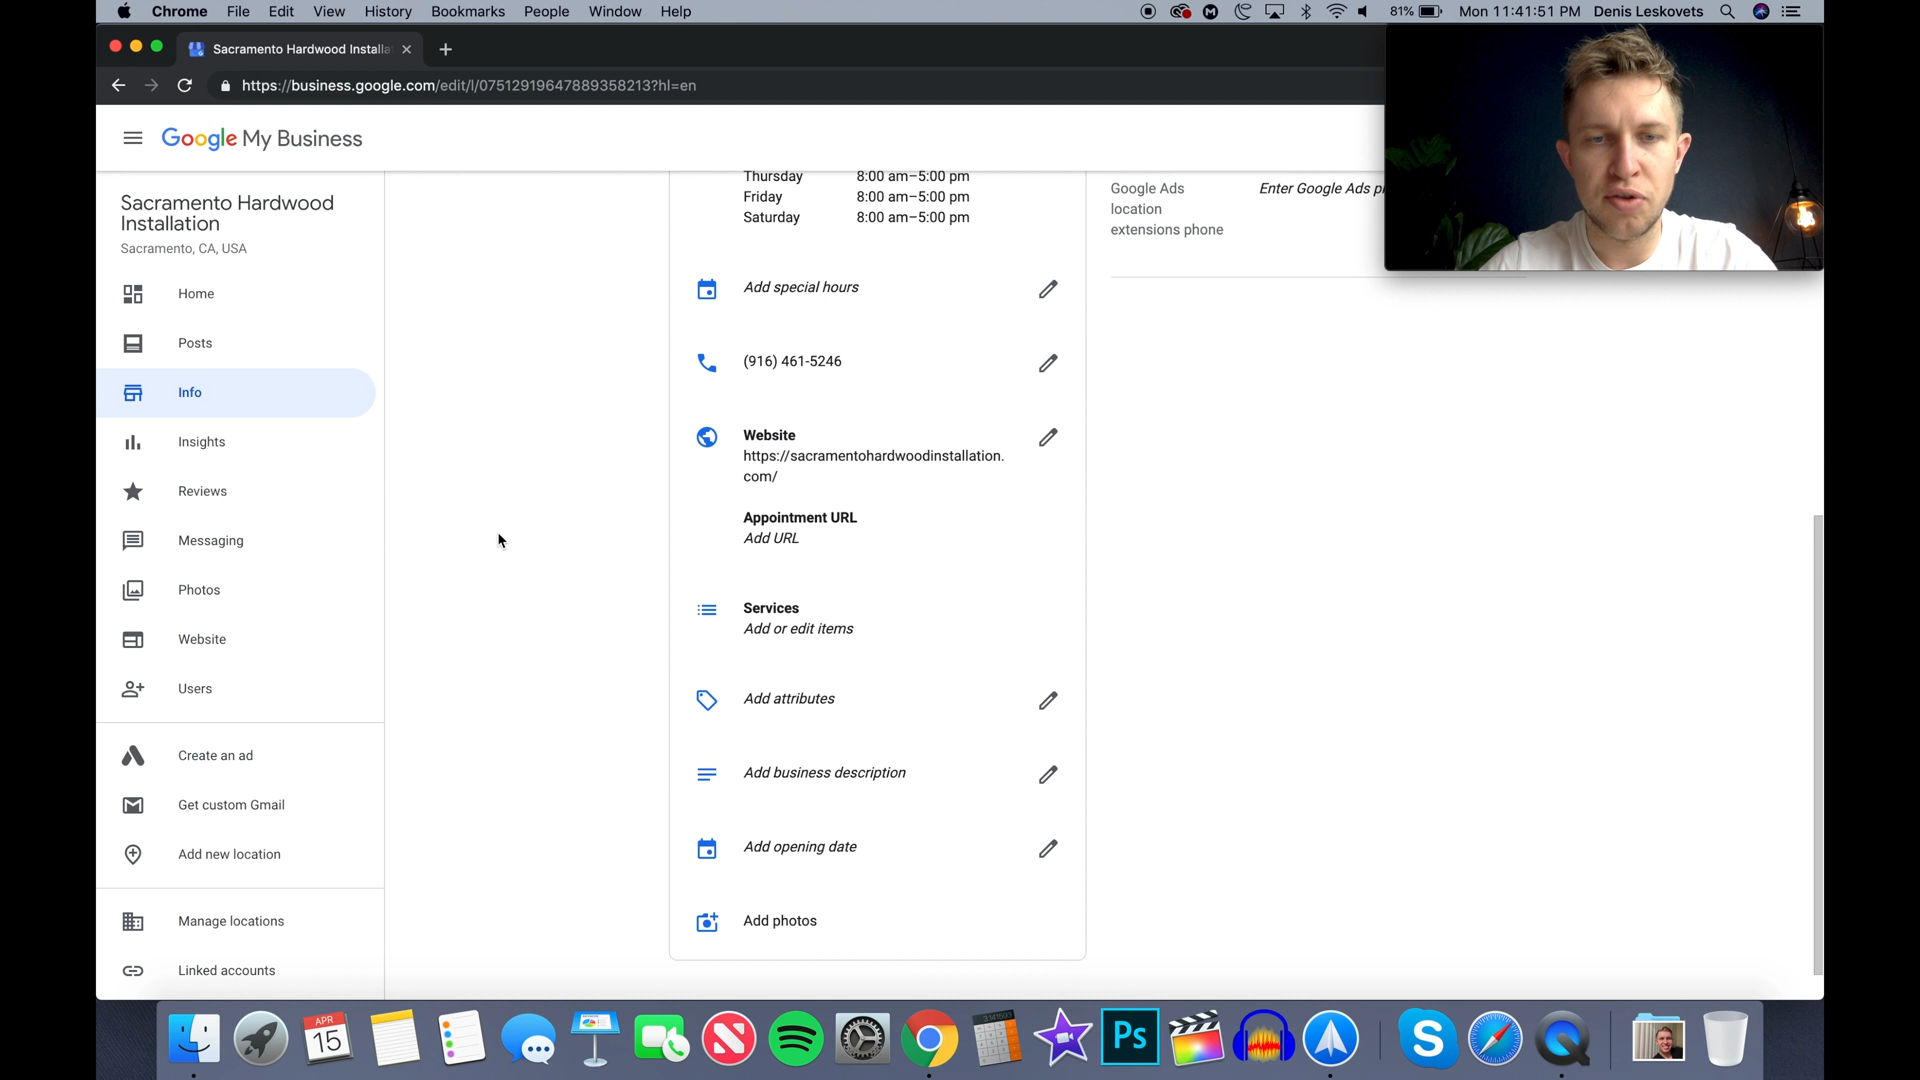 Chrome File Edit View History Bookmarks People Window Help 81% Mon 11:41:51 PM Denis Leskovets
Sacramento Hardwood Installa
https://business.google.com/edit/l/07512919647889358213?hl=en
Google My Business
Sacramento Hardwood
Installation
Sacramento, CA, USA
Home
Posts
Info
Insights
Reviews
Messaging
Photos
Website
Users
Create an ad
Get custom Gmail
Add new location
Manage locations
Linked accounts
Thursday 8:00 am–5:00 pm
Friday 8:00 am–5:00 pm
Saturday 8:00 am–5:00 pm
Add special hours
(916) 461-5246
Website
https://sacramentohardwoodinstallation.
com/
Appointment URL
Add URL
Services
Add or edit items
Add attributes
Add business description
Add opening date
Add photos
Google Ads
location
extensions phone
Enter Google Ads p
APR
15
Ps
S